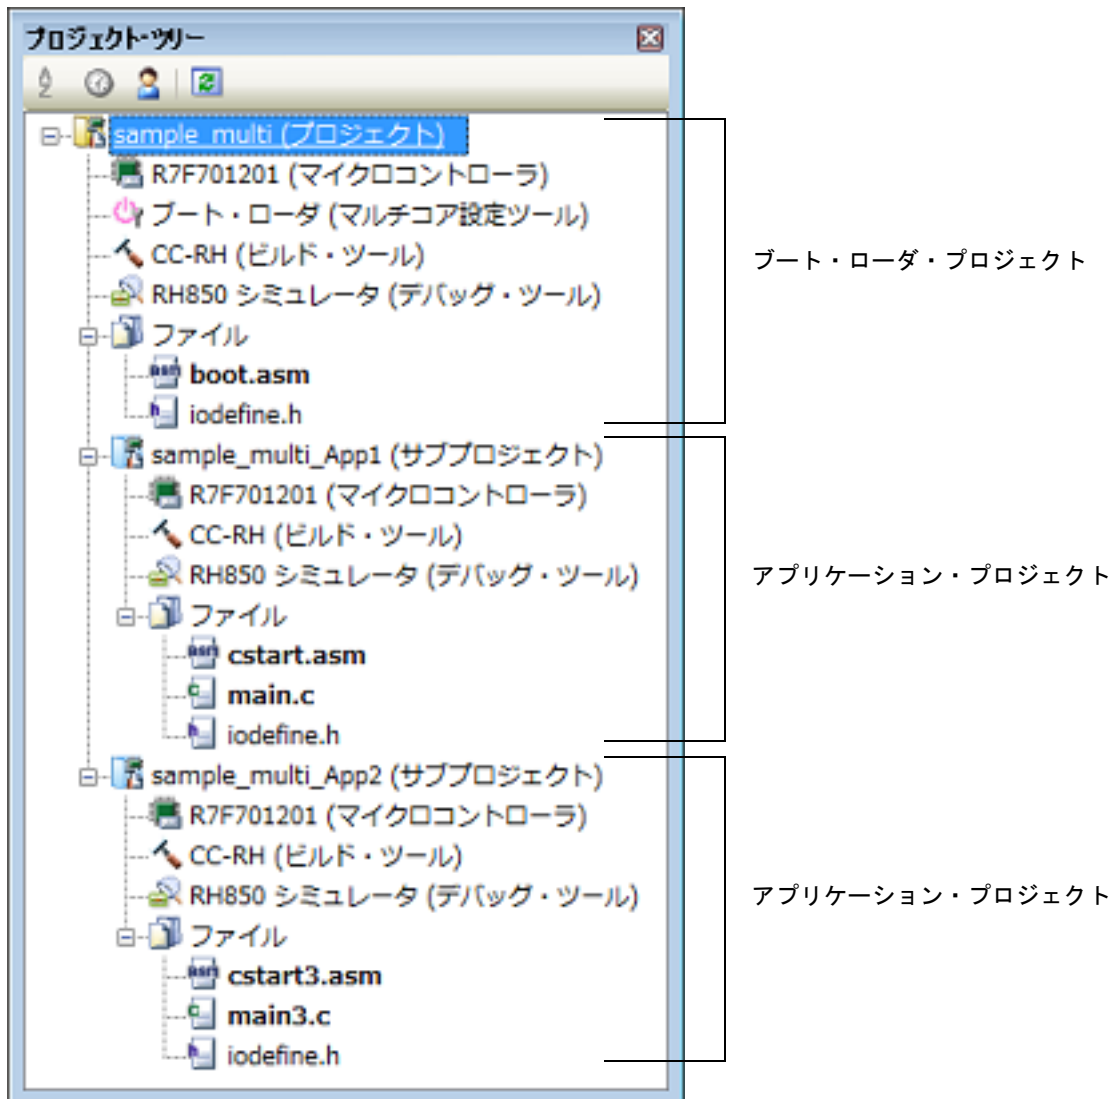 プロジェクト・ツリー
sample_multi (プロジェクト)
R7F701201 (マイクロコントローラ)
ブート・ローダ (マルチコア設定ツール)
CC-RH (ビルド・ツール)
ブート・ローダ・プロジェクト
RH850 シミュレータ (デバッグ・ツール)
ファイル
boot.asm
iodefine.h
sample_multi_App1 (サブプロジェクト)
R7F701201 (マイクロコントローラ)
CC-RH (ビルド・ツール)
RH850 シミュレータ (デバッグ・ツール)
アプリケーション・プロジェクト
ファイル
cstart.asm
main.c
iodefine.h
sample_multi_App2 (サブプロジェクト)
R7F701201 (マイクロコントローラ)
CC-RH (ビルド・ツール)
RH850 シミュレータ (デバッグ・ツール)
アプリケーション・プロジェクト
ファイル
cstart3.asm
main3.c
iodefine.h